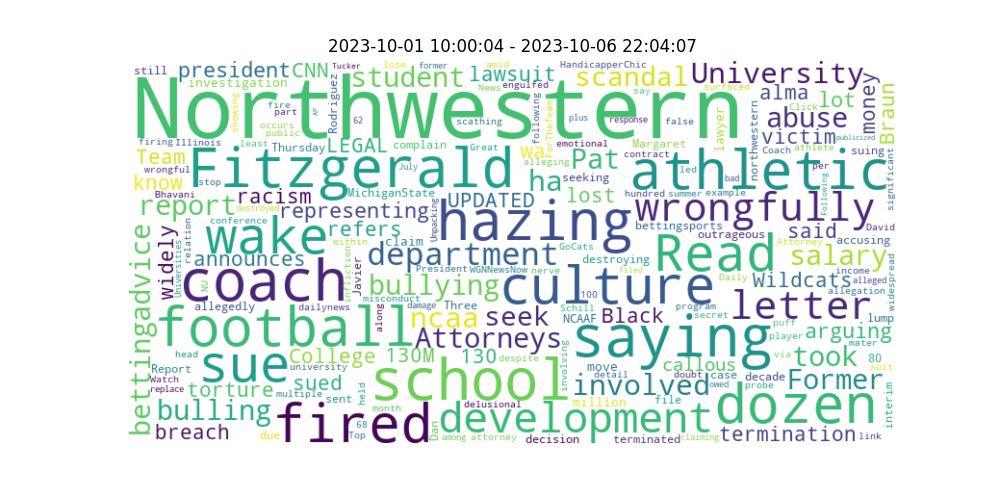 2023-10-01 10:00:04 - 2023-10-06 22:04:07
still president CNN Tucker lose former amid HandicapperChic
investigation student lawsuit News engulfed scandal say surfaced University
Northwestern
showing fire AP part 62 Rodriguez scathing following plus ForTheTeam response false lawyer northwestern alma Click lot money Braun
occurs public abuse victim publicized
firing Illinois least Thursday LEGAL complain Great emotional Margaret Coach athlete suing
Team wrongful Fitzgerald July alleging wa Pat contract led athletic per Following significant
know Bhavani stop racism MichiganState ha seeking lost hundred summer bad example David
report destroyed representing UPDATED hazing wrongfully
conference refers Unpacking bettingsports said accusing
widely Universities relation wake announces within claim department GoCats destroying Read outrageous Attorney salary widespread
NU coach infliction Javier President WGNNewsNow nerve filed Daily Wildcats income alleged allegation
bullying culture 100
allegedly dailynews misconduct damage Three Schill program secret letter lump
bettingadvice football along ncaa seek NCAAF Black saying puff player arguing
Attorneys mater
Report head sue College 130M 130 despite involving move callous via took 80
Watch replace university detail doubt case decade suit
torture sued held school involved owed probe Former
multiple sent month delusional million file dozen interim
bulling fired 68 Dan development
breach due Top among attorney decision terminated claiming termination link